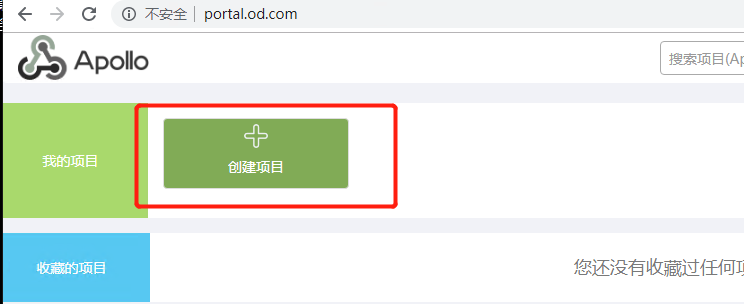 不安全 | portal.od.com
Apollo
搜索项目(Ap
我的项目
创建项目
收藏的项目
您还没有收藏过任何项